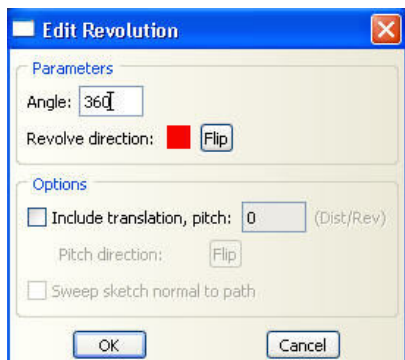 Edit Revolution
Parameters
Angle: 360
Revolve direction: Flip
Options
Include translation, pitch: 0 (Dist/Rev)
Pitch direction: Flip
Sweep sketch normal to path
OK Cancel